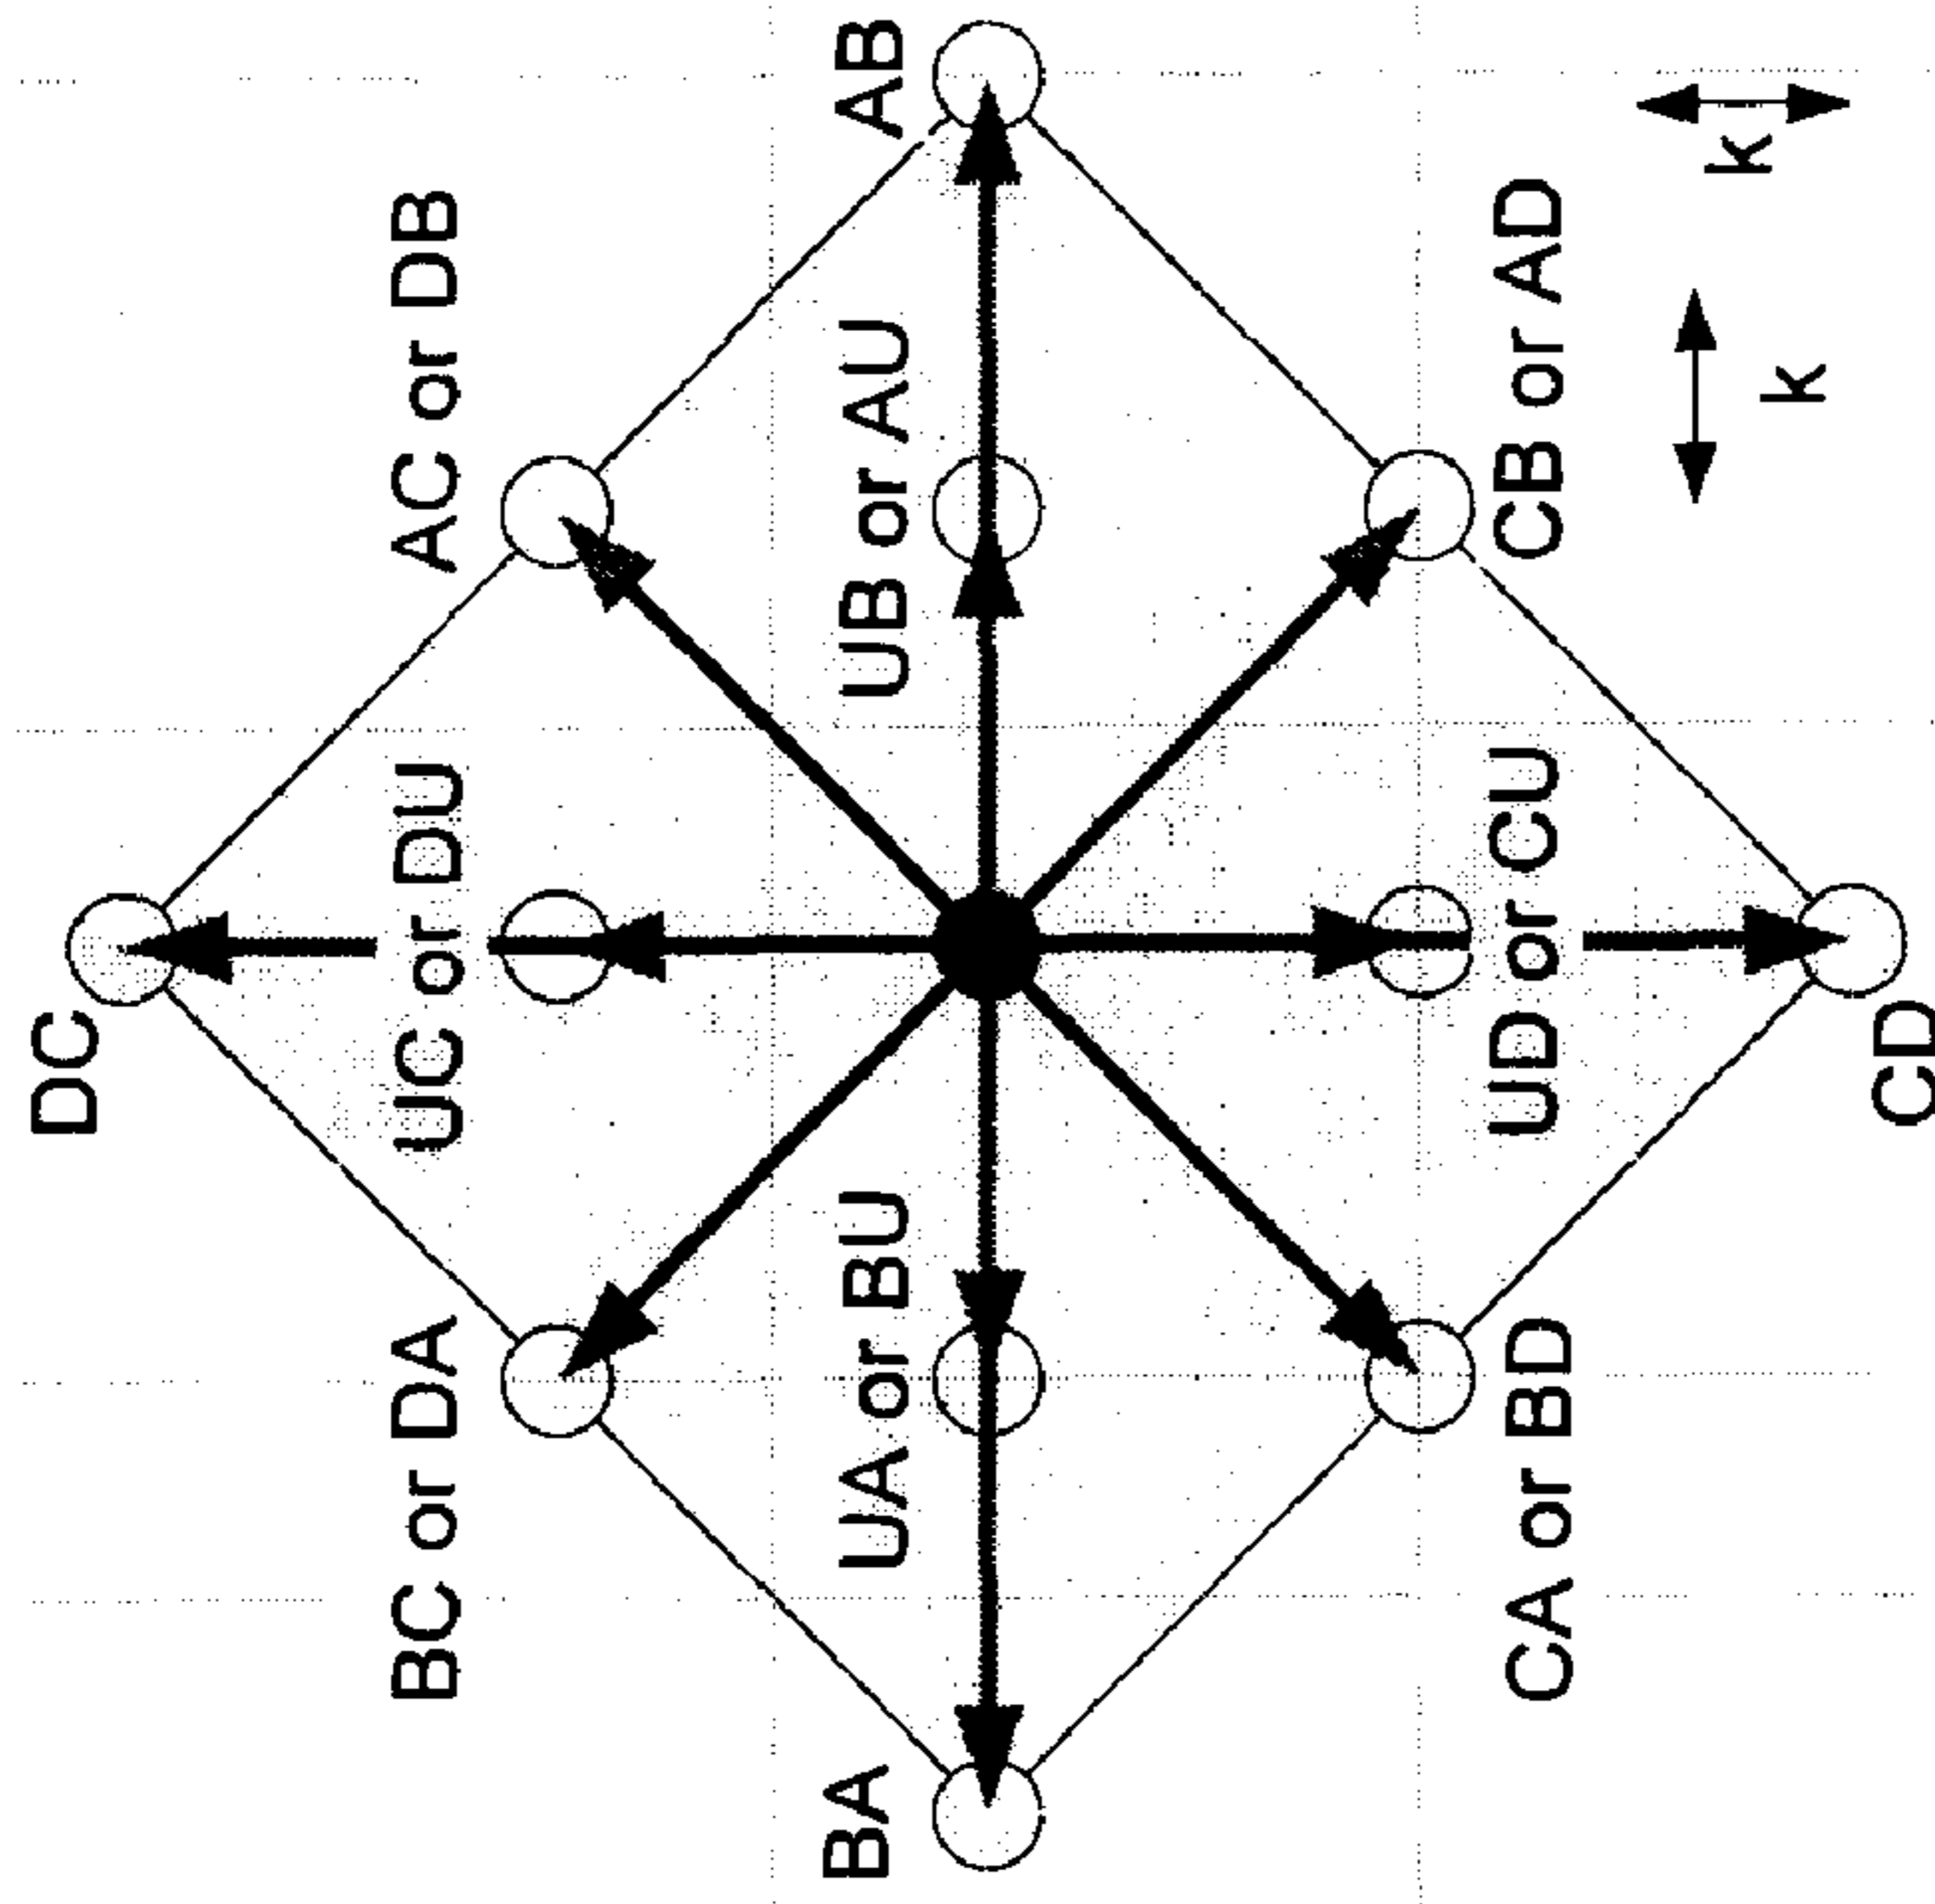 DC
BC or DA
UC or DU
AC or DB
BA
UA or BU
UB or AU
AB
CA or BD
UD or CU
CB or AD
k
k
CD